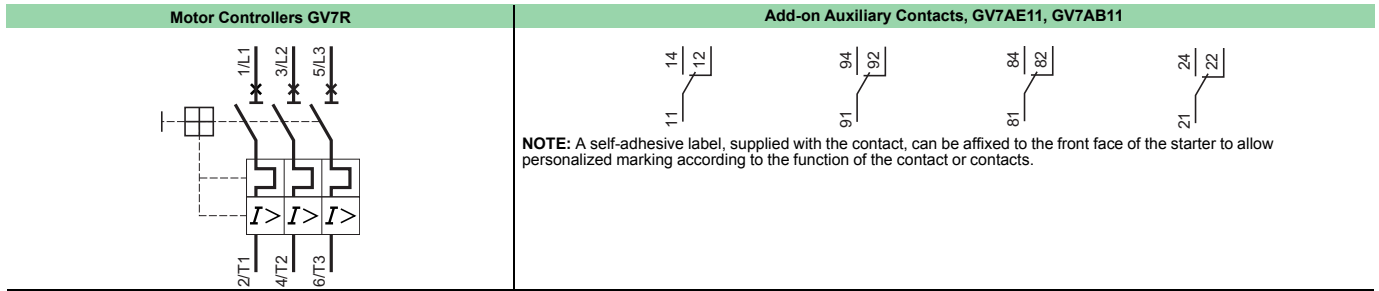 Motor Controllers GV7R
Add-on Auxiliary Contacts, GV7AE11, GV7AB11
1/L1
3/L2
5/L3
I>
I>
I>
2/T1
4/T2
6/T3
14
12
11
94
92
91
84
82
81
24
22
21
NOTE: A self-adhesive label, supplied with the contact, can be affixed to the front face of the starter to allow
personalized marking according to the function of the contact or contacts.